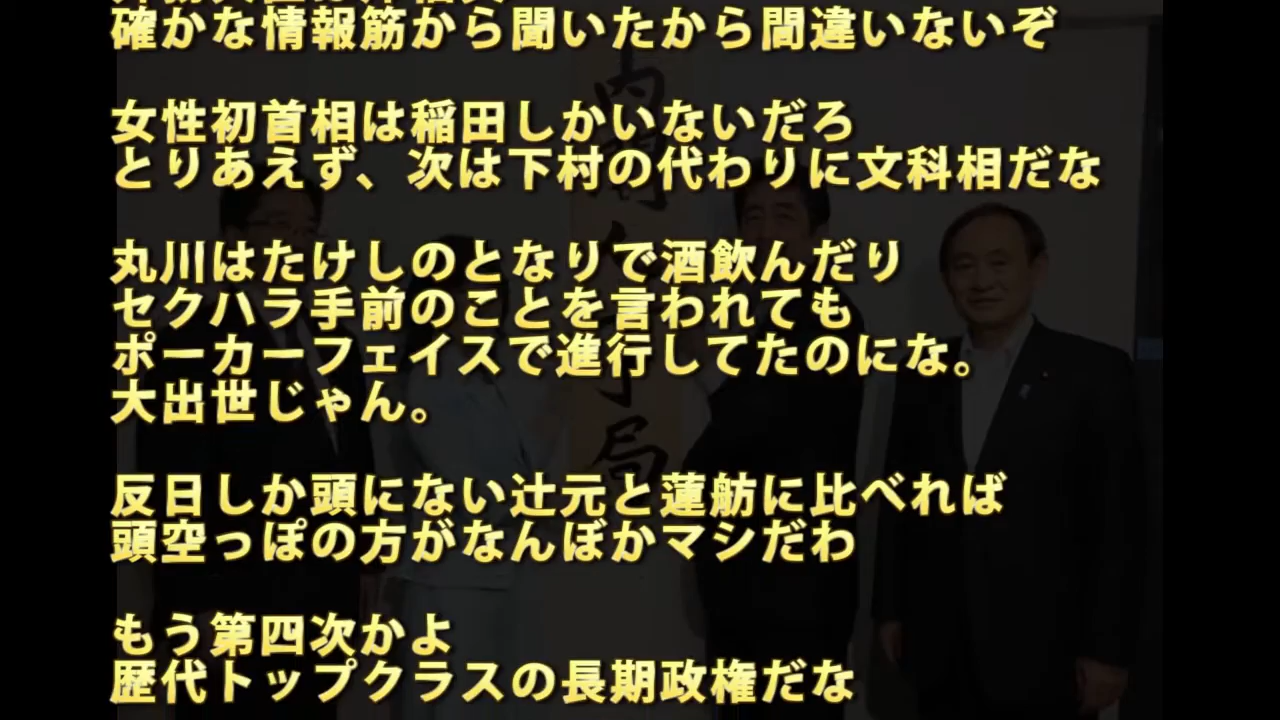 確かな情報筋から聞いたから間違いないぞ
女性初首相は稲田しかいないだろ
とりあえず、次は下村の代わりに文科相だな
丸川はたけしのとなりで酒飲んだり
セクハラ手前のことを言われても
ポーカーフェイスで進行してたのにな。
大出世じゃん。
反日しか頭にない辻元と蓮舫に比べれば
頭空っぽの方がなんぼかマシだわ
もう第四次かよ
歴代トップクラスの長期政権だな
内閣人事局